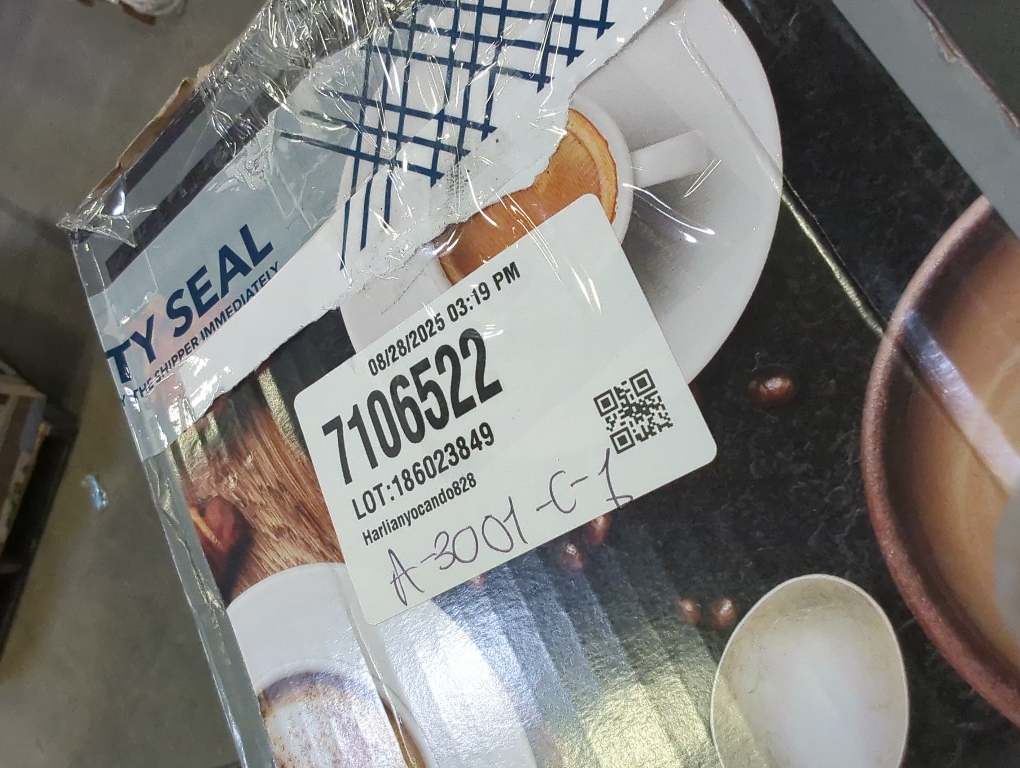 TY SEAL
THE SHIPPER IMMEDIATELY
08/28/2025 03:19 PM
7106522
LOT:186023849
Harlianyocando828
A-3001-C-1